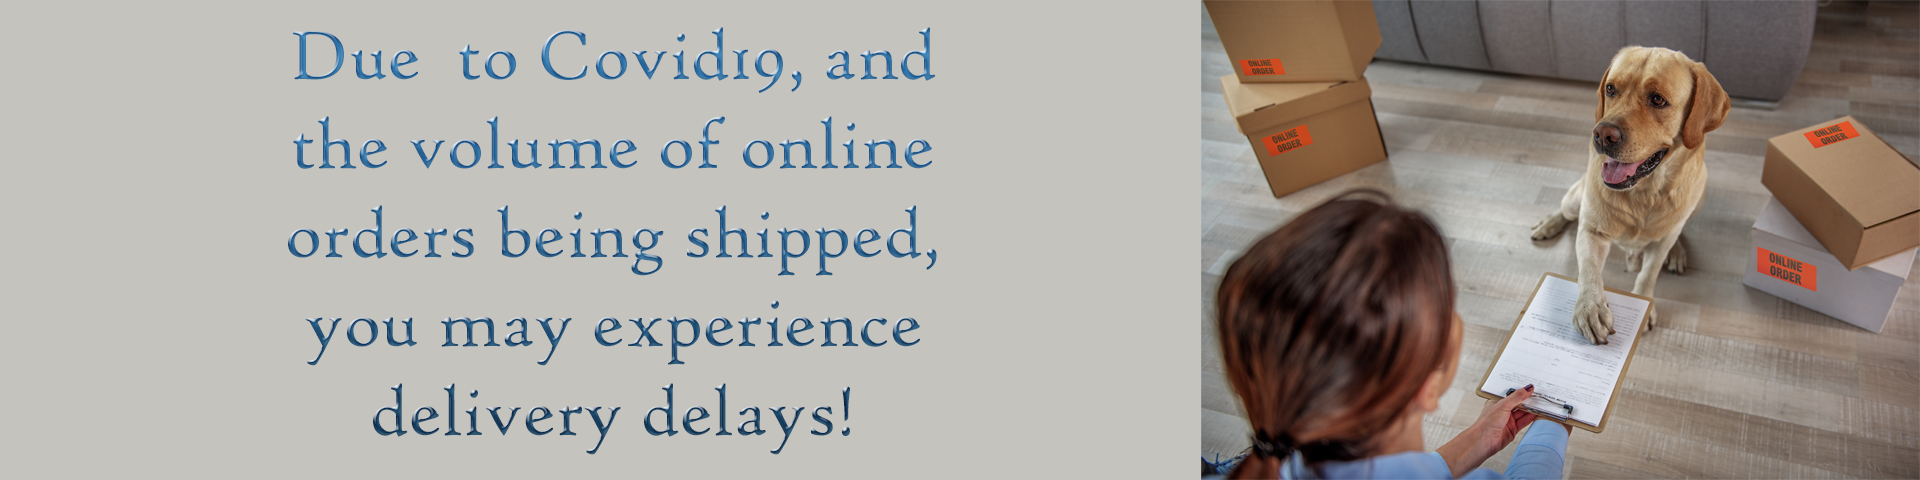 Due to Covid19, and
the volume of online
orders being shipped,
you may experience
delivery delays!
ONLINE
ORDER
ONLINE
ORDER
ONLINE
ORDER
ONLINE
ORDER